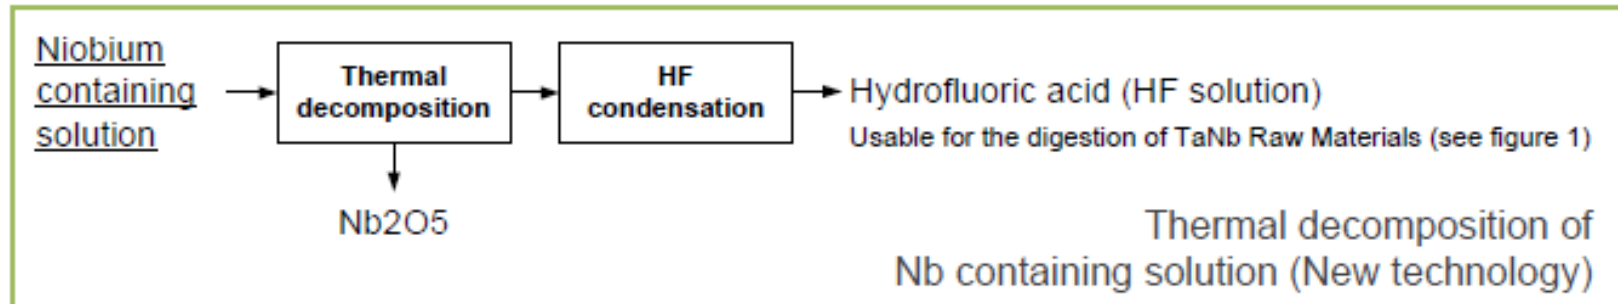 Niobium
containing
solution
Thermal
decomposition
HF
condensation
Hydrofluoric acid (HF solution)
Usable for the digestion of TaNb Raw Materials (see figure 1)
Nb2O5
Thermal decomposition of
Nb containing solution (New technology)